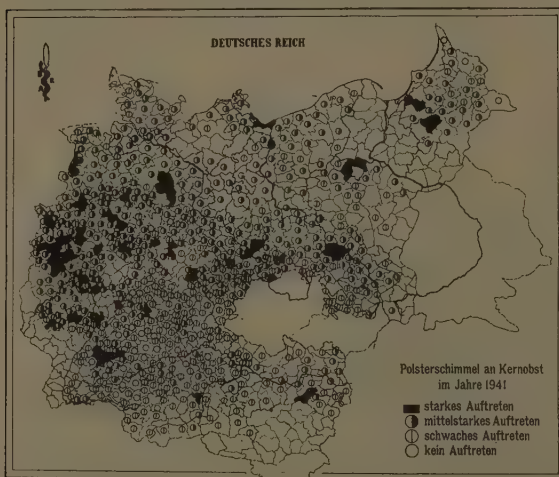 DEUTSCHES REICH
Polsterschimmel an Kernobst
im Jahre 1941
starkes Auftreten
mittelstarkes Auftreten
schwaches Auftreten
kein Auftreten